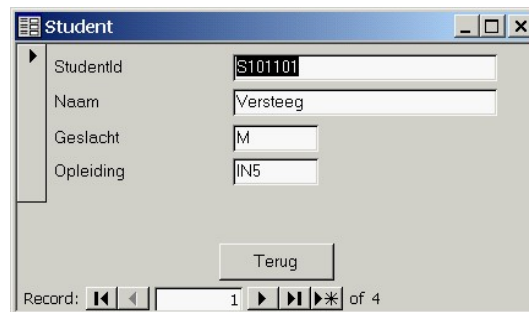 Student
StudentId S101101
Naam Versteeg
Geslacht M
Opleiding IN5
Terug
Record: 1 of 4